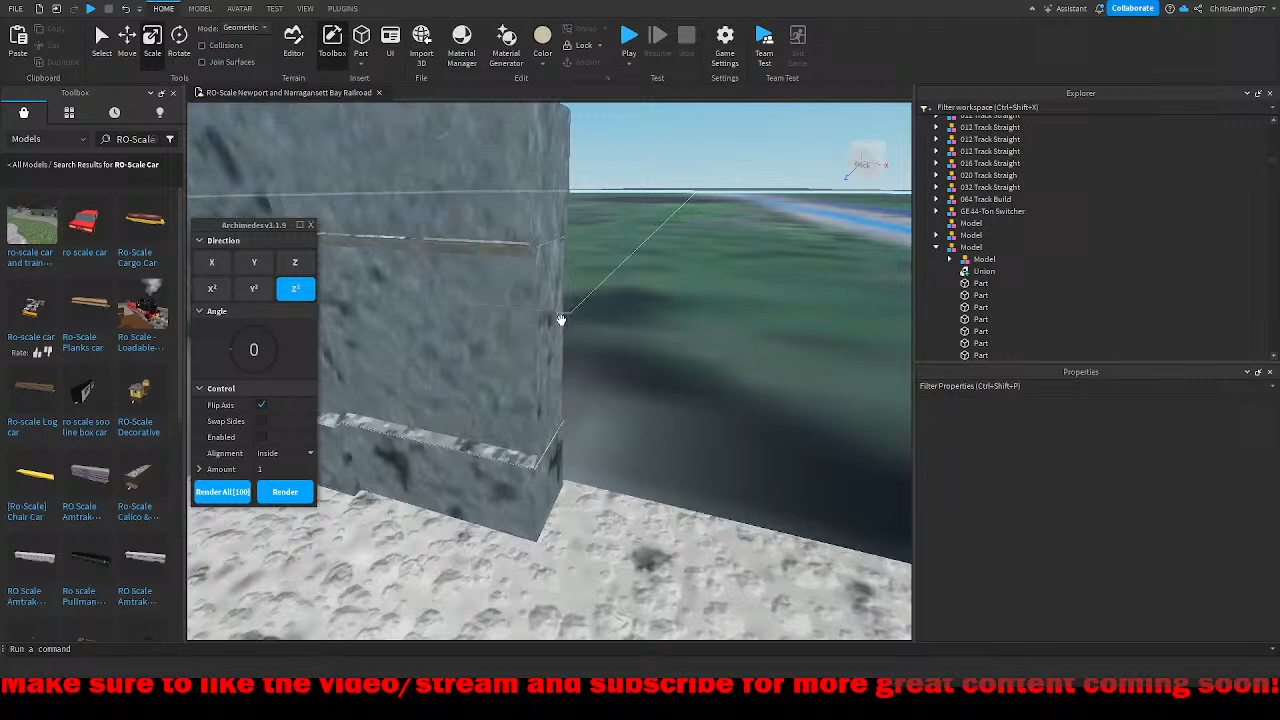 FILE
HOME
MODEL
AVATAR
TEST
VIEW
PLUGINS
Assistant
Collaborate
ChrisGaming977
Paste
Copy
Cut
Duplicate
Clipboard
Select
Move
Scale
Rotate
Mode: Geometric
Collisions
Join Surfaces
Tools
Editor
Terrain
Toolbox
Part
UI
Insert
Import
3D
File
Material
Manager
Material
Generator
Color
Group
Lock
Anchor
Edit
Play
Resume
Stop
Test
Game
Settings
Settings
Team
Test
Exit
Game
Team Test
Toolbox
RO-Scale Newport and Narragansett Bay Railroad
Models
RO-Scale
<All Models / Search Results for RO-Scale Car
ro-scale car
and train...
ro scale car
Ro-Scale
Cargo Car
Ro-scale car
Rate:
Ro-Scale
Planks car
Ro-Scale -
Loadable...
Ro-scale Log
car
ro scale soo
line box car
RO-Scale
Decorative
[Ro-Scale]
Chair Car
RO Scale
Amtrak...
Ro-Scale
Calico &...
RO Scale
Amtrak...
Ro scale
Pullman...
RO Scale
Amtrak...
Archimedes v3.1.9
Direction
X
Y
Z
X²
Y²
Z²
Angle
0
Control
Flip Axis
Swap Sides
Enabled
Alignment
Inside
Amount
1
Render All [100]
Render
Back
X
Z
Explorer
Filter workspace (Ctrl+Shift+X)
012 Track Straight
012 Track Straight
012 Track Straight
012 Track Straight
016 Track Straight
020 Track Straigh
032 Track Straight
064 Track Build
GE 44-Ton Switcher
Model
Model
Model
Model
Union
Part
Part
Part
Part
Part
Part
Part
Properties
Filter Properties (Ctrl+Shift+P)
Run a command
Make sure to like the video/stream and subscribe for more great content coming soon!